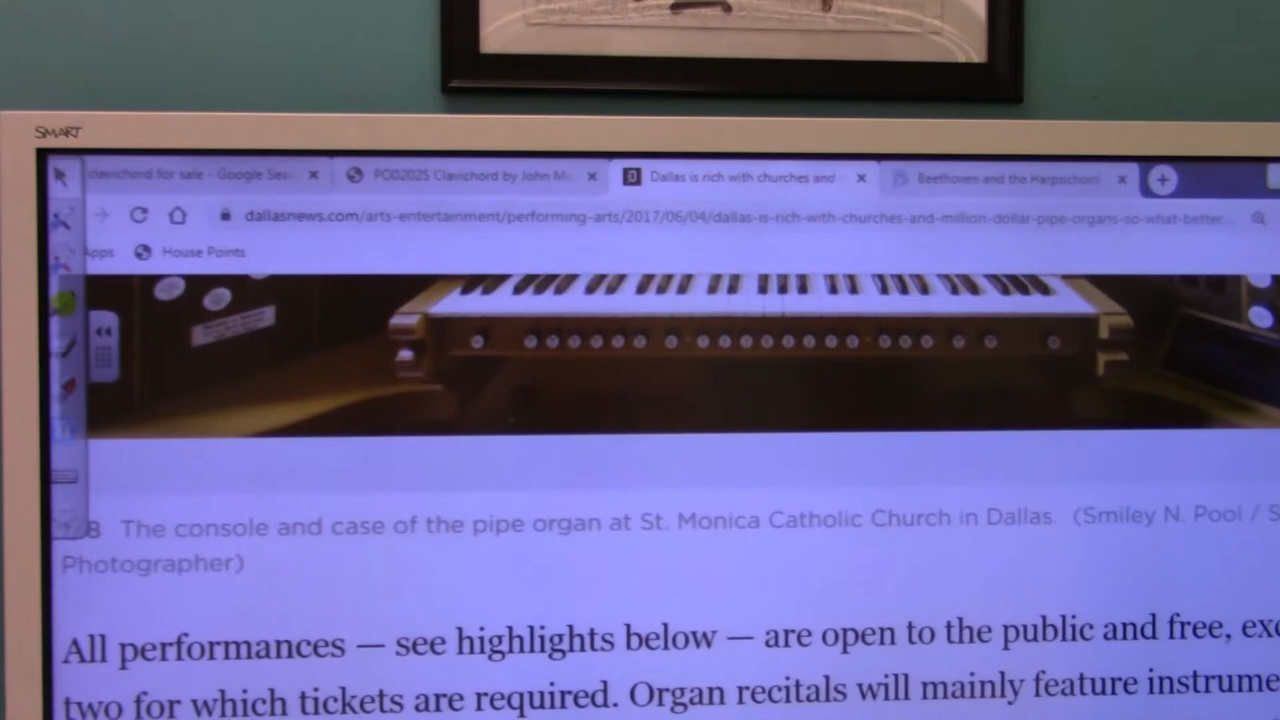 SMART
clavichord for sale - Google Sea
PO02025 Clavichord by John M
Dallas is rich with churches and
Beethoven and the Harpsichord
dallasnews.com/arts-entertainment/performing-arts/2017/06/04/dallas-is-rich-with-churches-and-million-dollar-pipe-organs-so-what-better...
Apps
House Points
The console and case of the pipe organ at St. Monica Catholic Church in Dallas. (Smiley N. Pool / S
Photographer)
All performances — see highlights below — are open to the public and free, exc
two for which tickets are required. Organ recitals will mainly feature instrume